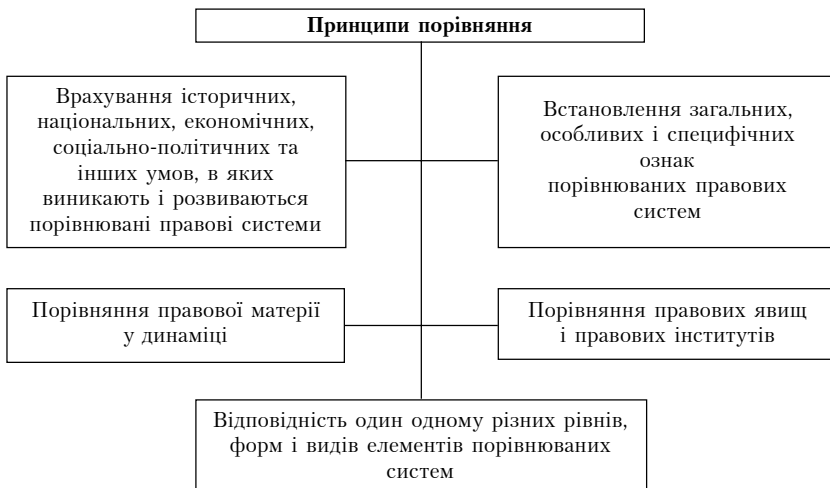 Принципи порівняння
Врахування історичних,
національних, економічних,
соціально-політичних та
інших умов, в яких
виникають і розвиваються
порівнювані правові системи
Встановлення загальних,
особливих і специфічних
ознак
порівнюваних правових
систем
Порівняння правової матерії
у динаміці
Порівняння правових явищ
і правових інститутів
Відповідність один одному різних рівнів,
форм і видів елементів порівнюваних
систем